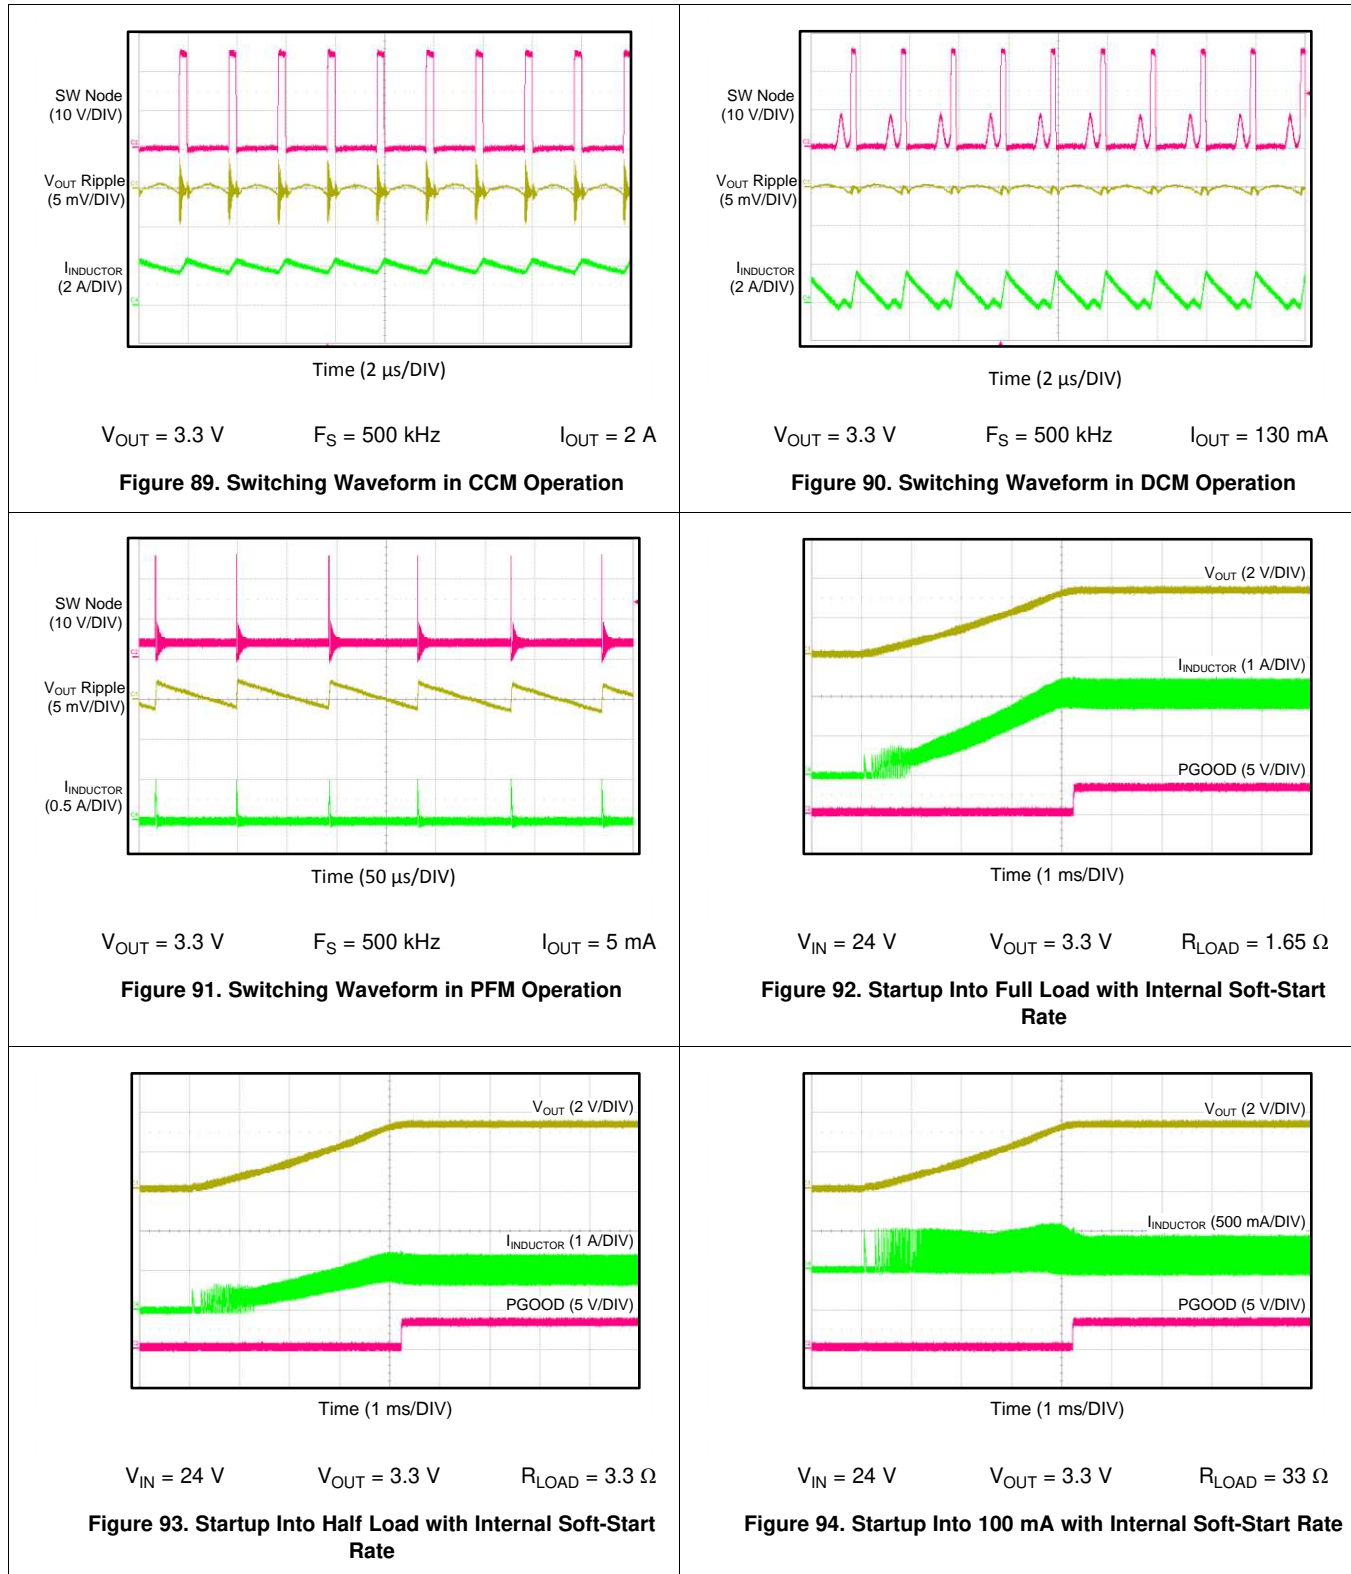 SW Node
(10 V/DIV)
VOUT Ripple
(5 mV/DIV)
IINDUCTOR
(2 A/DIV)
Time (2 µs/DIV)
VOUT = 3.3 V FS = 500 kHz IOUT = 2 A
Figure 89. Switching Waveform in CCM Operation
SW Node
(10 V/DIV)
VOUT Ripple
(5 mV/DIV)
IINDUCTOR
(2 A/DIV)
Time (2 µs/DIV)
VOUT = 3.3 V FS = 500 kHz IOUT = 130 mA
Figure 90. Switching Waveform in DCM Operation
SW Node
(10 V/DIV)
VOUT Ripple
(5 mV/DIV)
IINDUCTOR
(0.5 A/DIV)
Time (50 µs/DIV)
VOUT = 3.3 V FS = 500 kHz IOUT = 5 mA
Figure 91. Switching Waveform in PFM Operation
VOUT (2 V/DIV)
IINDUCTOR (1 A/DIV)
PGOOD (5 V/DIV)
Time (1 ms/DIV)
VIN = 24 V VOUT = 3.3 V RLOAD = 1.65 Ω
Figure 92. Startup Into Full Load with Internal Soft-Start
Rate
VOUT (2 V/DIV)
IINDUCTOR (1 A/DIV)
PGOOD (5 V/DIV)
Time (1 ms/DIV)
VIN = 24 V VOUT = 3.3 V RLOAD = 3.3 Ω
Figure 93. Startup Into Half Load with Internal Soft-Start
Rate
VOUT (2 V/DIV)
IINDUCTOR (500 mA/DIV)
PGOOD (5 V/DIV)
Time (1 ms/DIV)
VIN = 24 V VOUT = 3.3 V RLOAD = 33 Ω
Figure 94. Startup Into 100 mA with Internal Soft-Start Rate